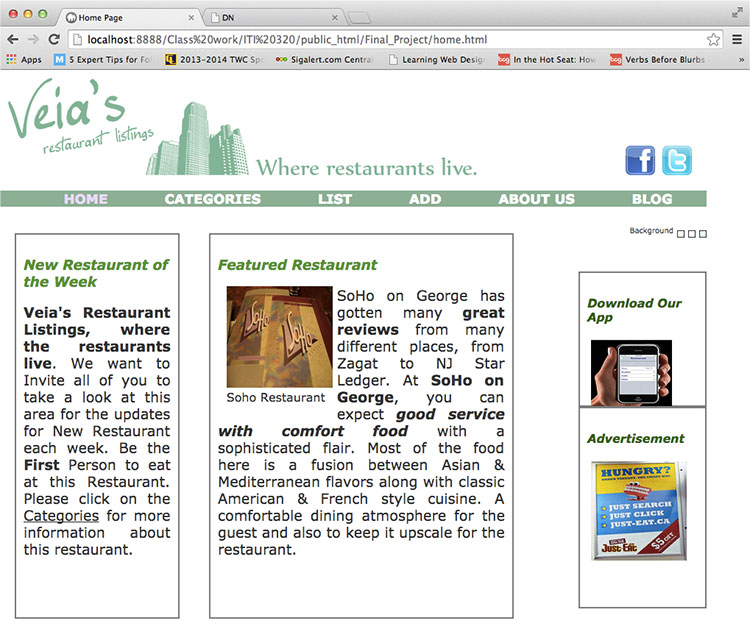 Home Page
DN
localhost:8888/Class%20work/ITI%20320/public_html/Final_Project/home.html
Apps
5 Expert Tips for Fol
2013-2014 TWC Spo
Sigalert.com Central
Learning Web Design
In the Hot Seat: How
Verbs Before Blurbs
»
Veia's
restaurant listings
Where restaurants live.
HOME
CATEGORIES
LIST
ADD
ABOUT US
BLOG
Background
New Restaurant of
the Week
Veia's Restaurant
Listings, where
the restaurants
live. We want to
Invite all of you to
take a look at this
area for the updates
for New Restaurant
each week. Be the
First Person to eat
at this Restaurant.
Please click on the
Categories for more
information about
this restaurant.
Featured Restaurant
SoHo
SoHo
Soho Restaurant
SoHo on George has
gotten many great
reviews from many
different places, from
Zagat to NJ Star
Ledger. At SoHo on
George, you can
expect good service
with comfort food with a
sophisticated flair. Most of the food
here is a fusion between Asian &
Mediterranean flavors along with classic
American & French style cuisine. A
comfortable dining atmosphere for the
guest and also to keep it upscale for the
restaurant.
Download Our
App
Advertisement
HUNGRY?
JUST SEARCH
JUST CLICK
JUST-EAT.CA
Just Eat
$5 OFF